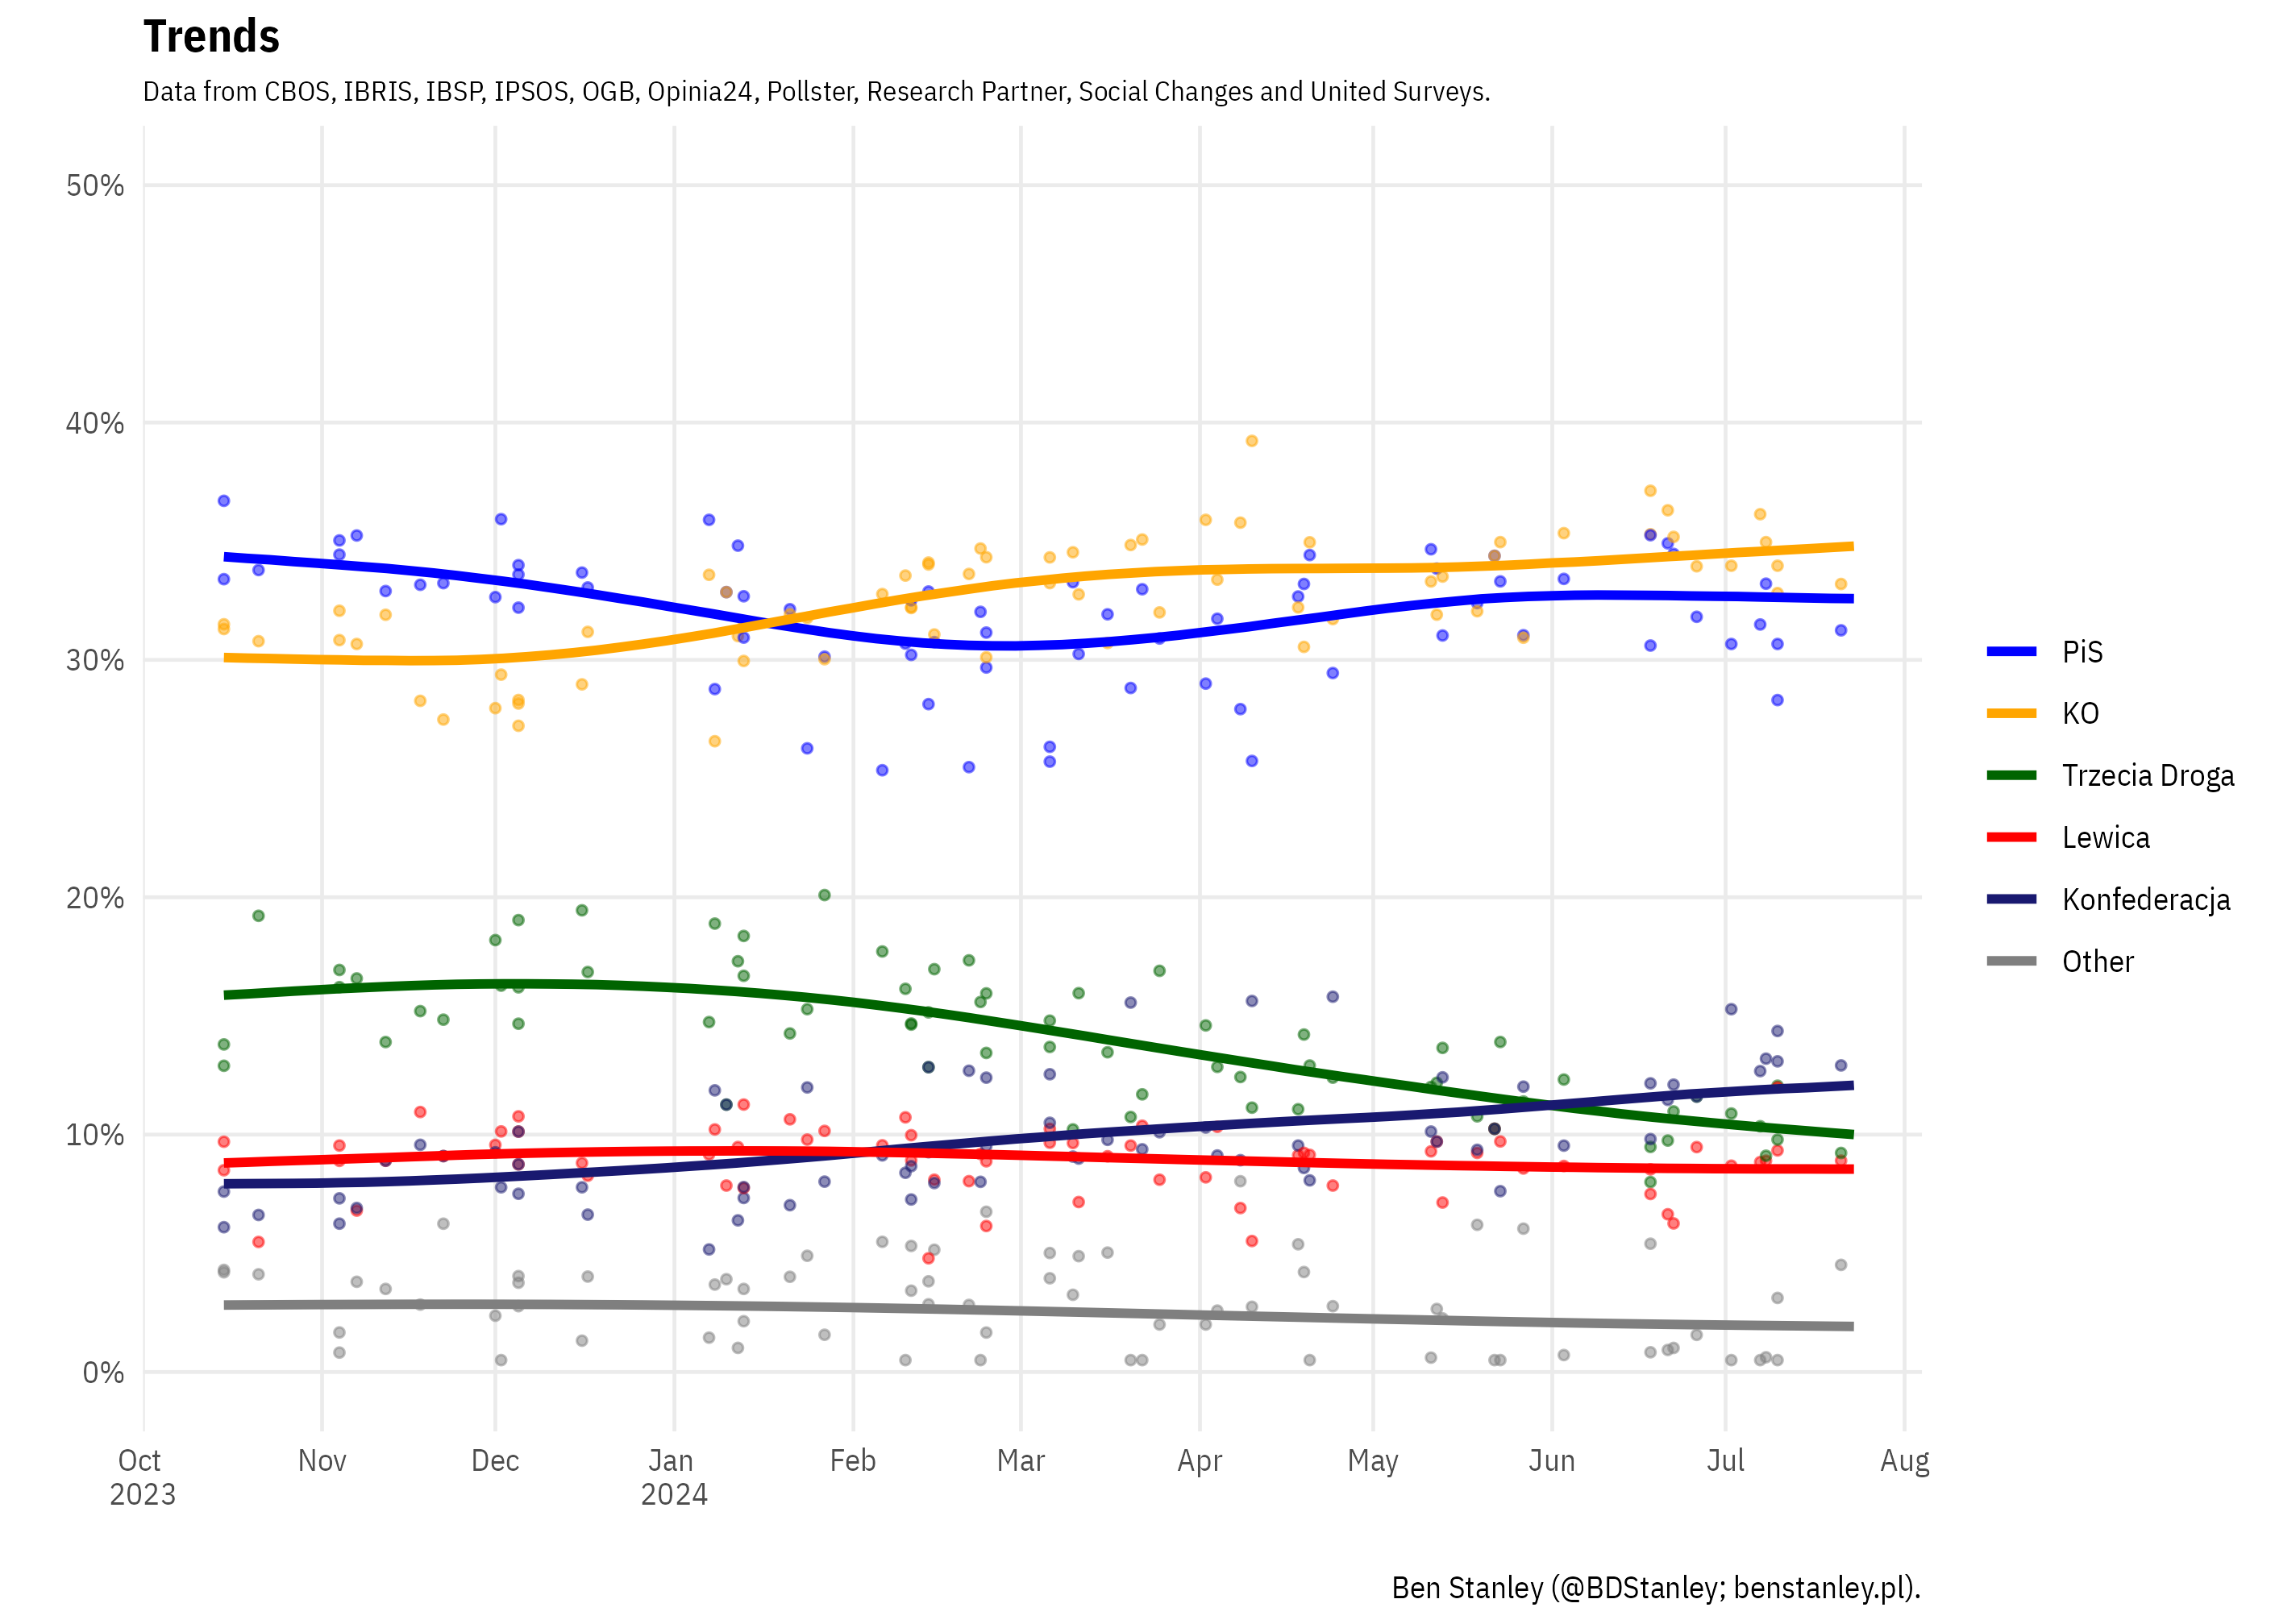 Trends
Data from CBOS, IBRIS, IBSP, IPSOS, OGB, Opinia24, Pollster, Research Partner, Social Changes and United Surveys.
50%
40%
30%
20%
10%
0%
Oct Nov Dec Jan Feb Mar Apr May Jun Jul Aug
2023 2024
PiS
KO
Trzecia Droga
Lewica
Konfederacja
Other
Ben Stanley (@BDStanley; benstanley.pl).